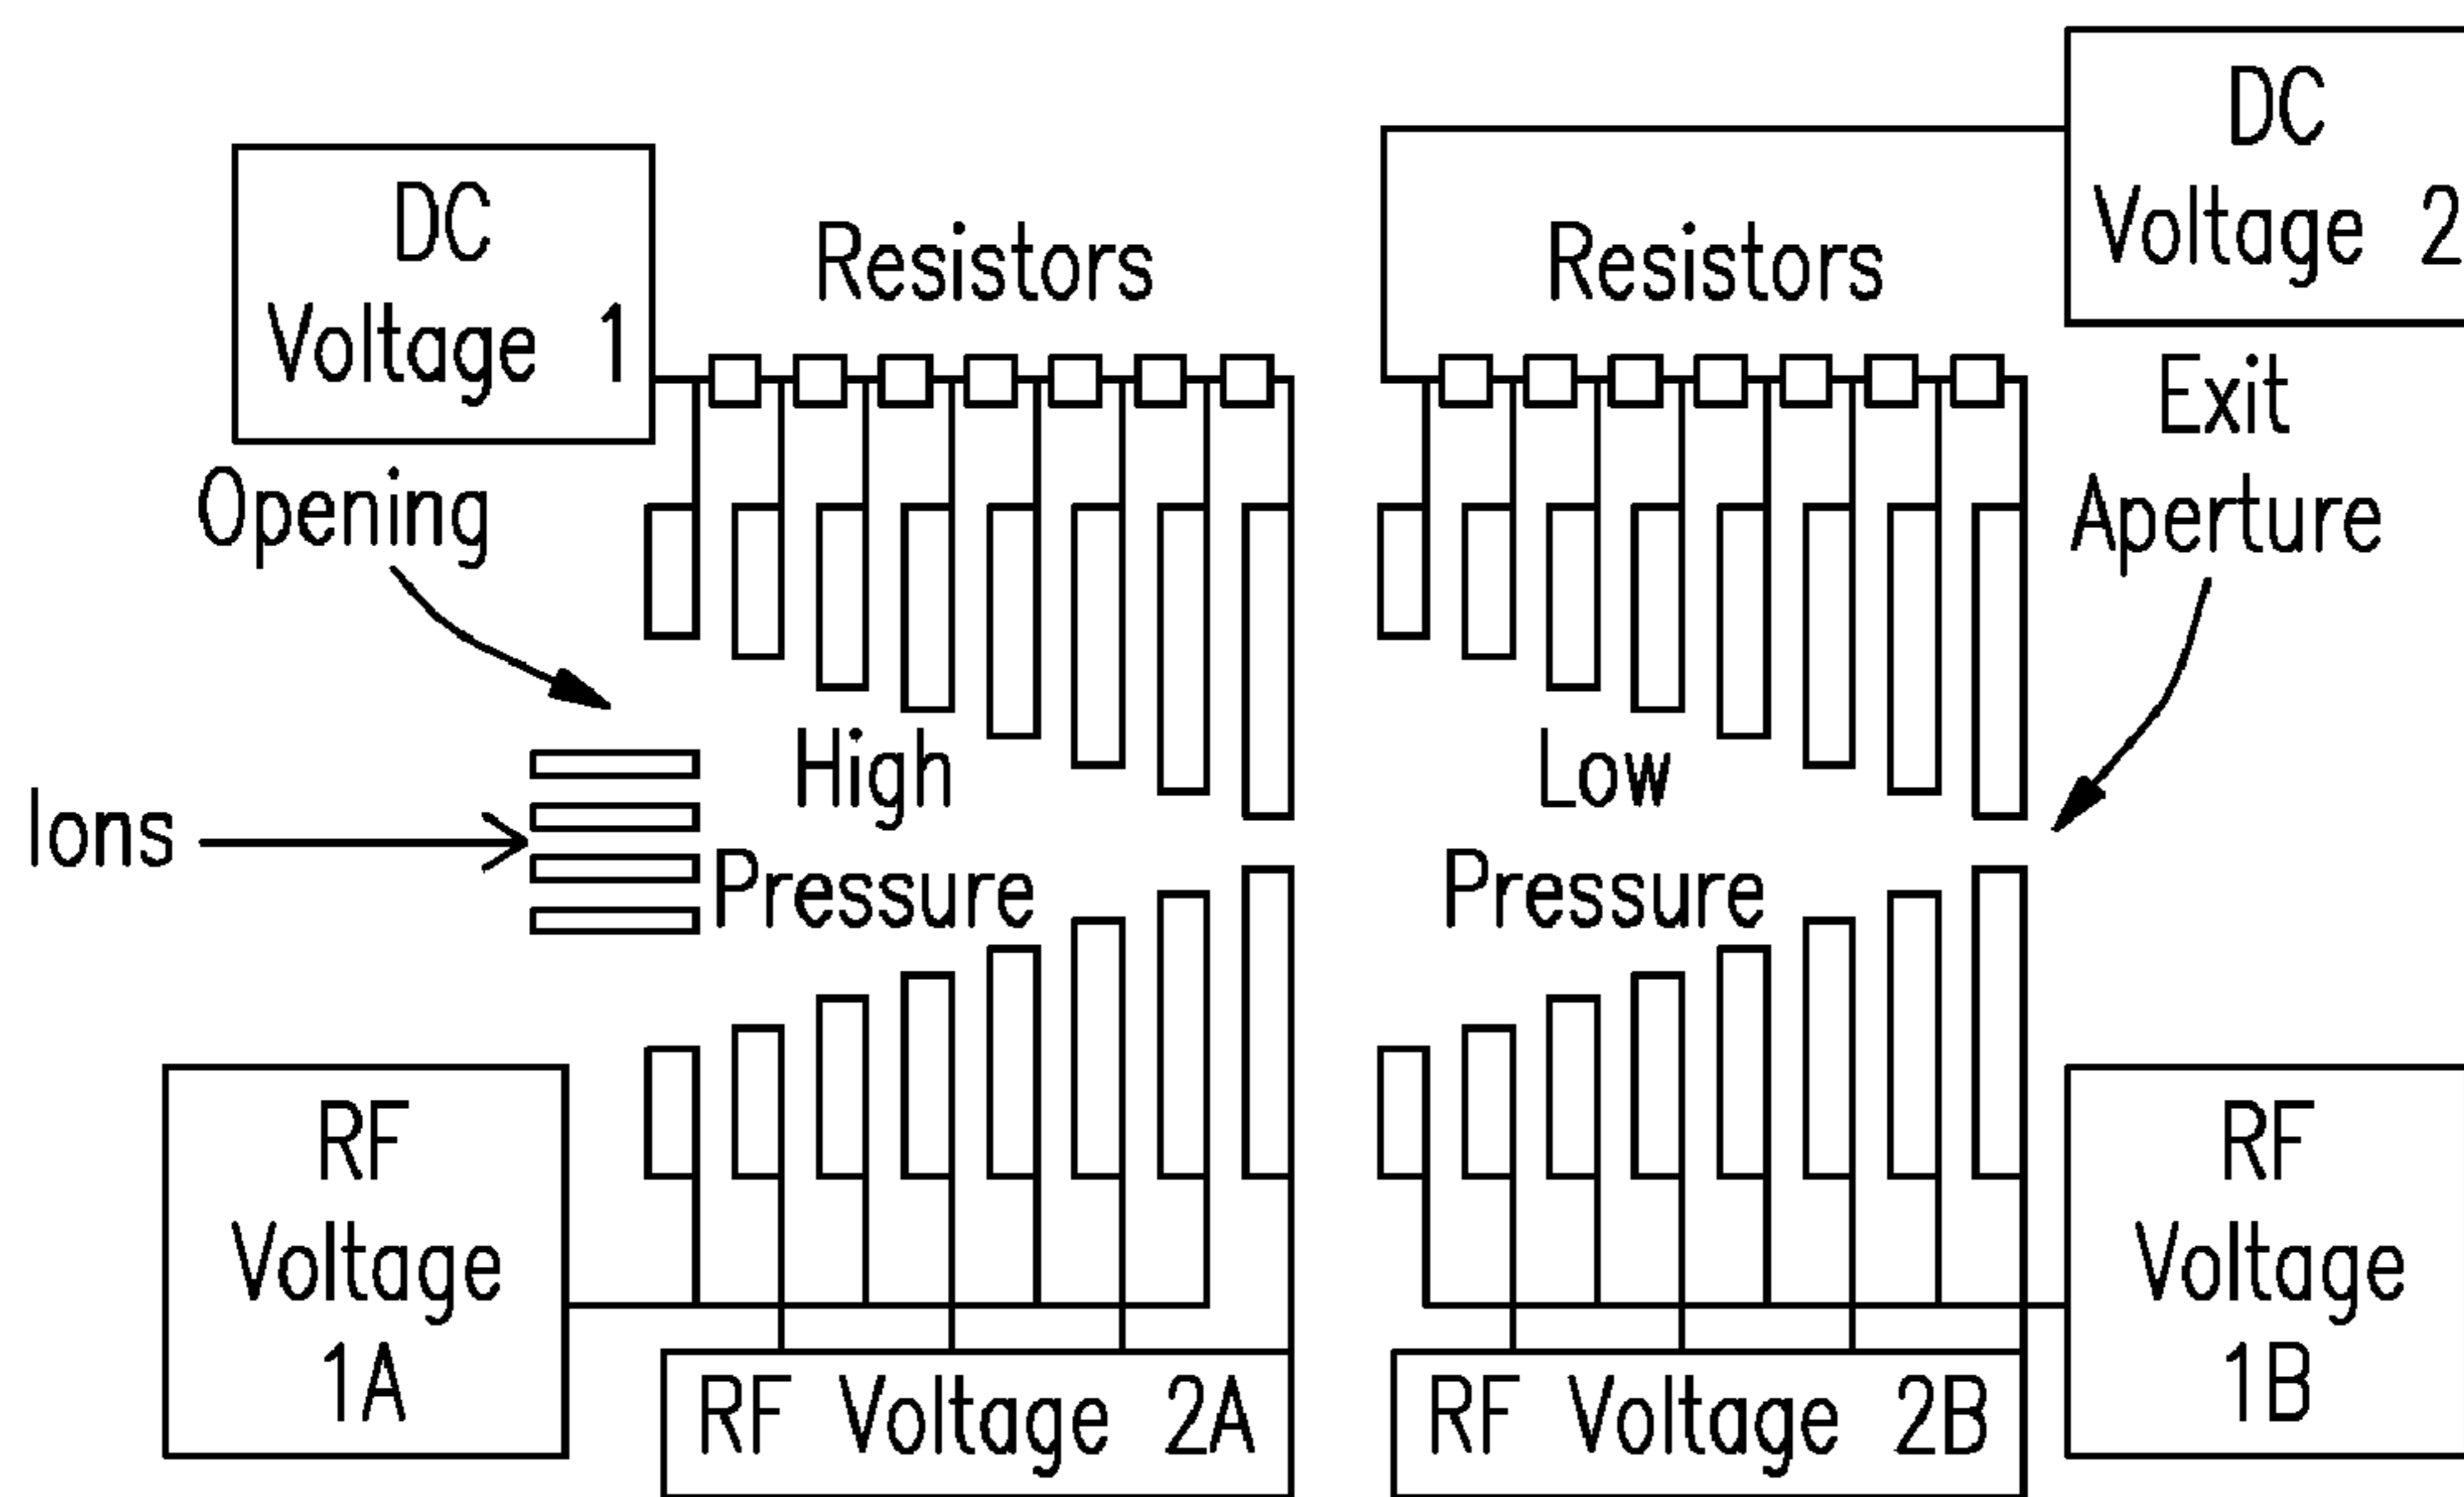 DC
Voltage 1
Resistors
Resistors
DC
Voltage 2
Opening
Exit
Aperture
Ions
High
Pressure
Low
Pressure
RF
Voltage
1A
RF Voltage 2A
RF Voltage 2B
RF
Voltage
1B